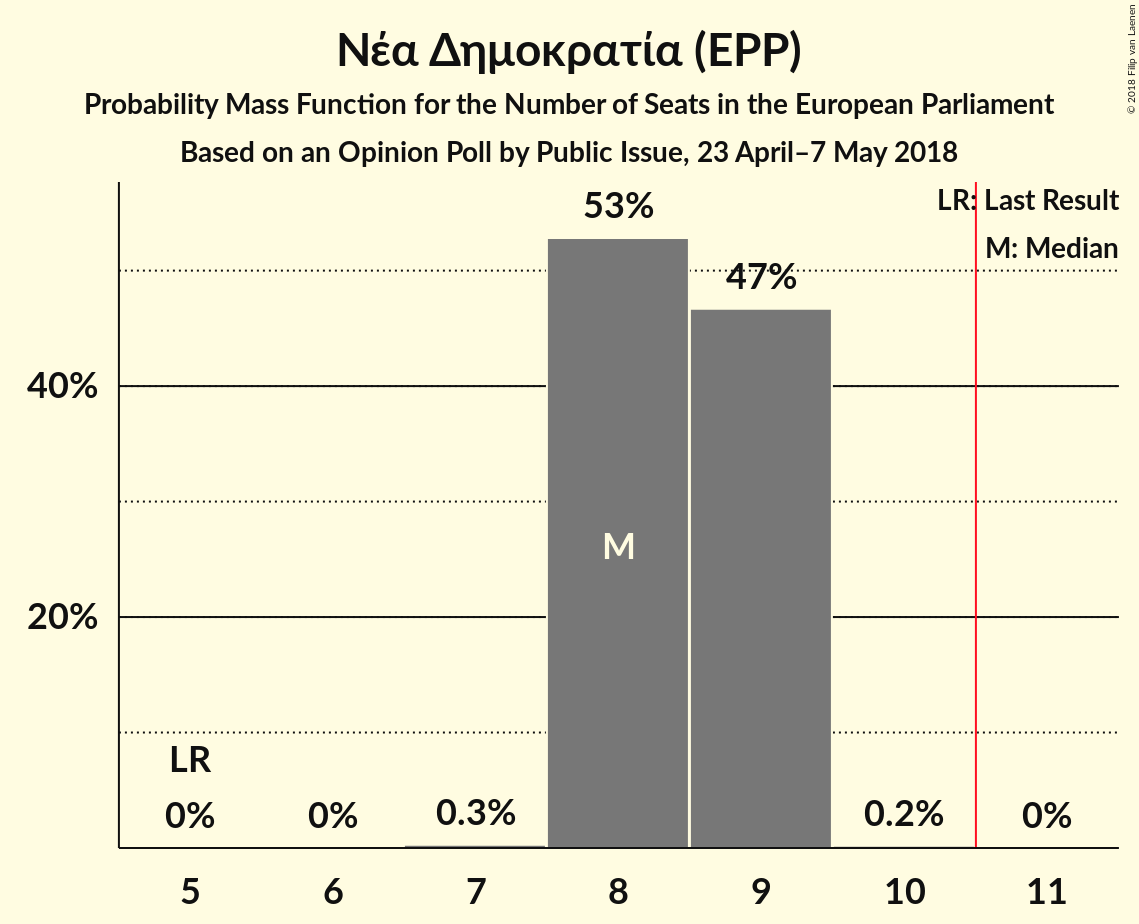 Νέα Δημοκρατία (EPP)
Probability Mass Function for the Number of Seats in the European Parliament
Based on an Opinion Poll by Public Issue, 23 April–7 May 2018
© 2018 Filip van Laenen
LR: Last Result
M: Median
53%
47%
40%
M
20%
LR
0%
0%
0.3%
0.2%
0%
5
6
7
8
9
10
11